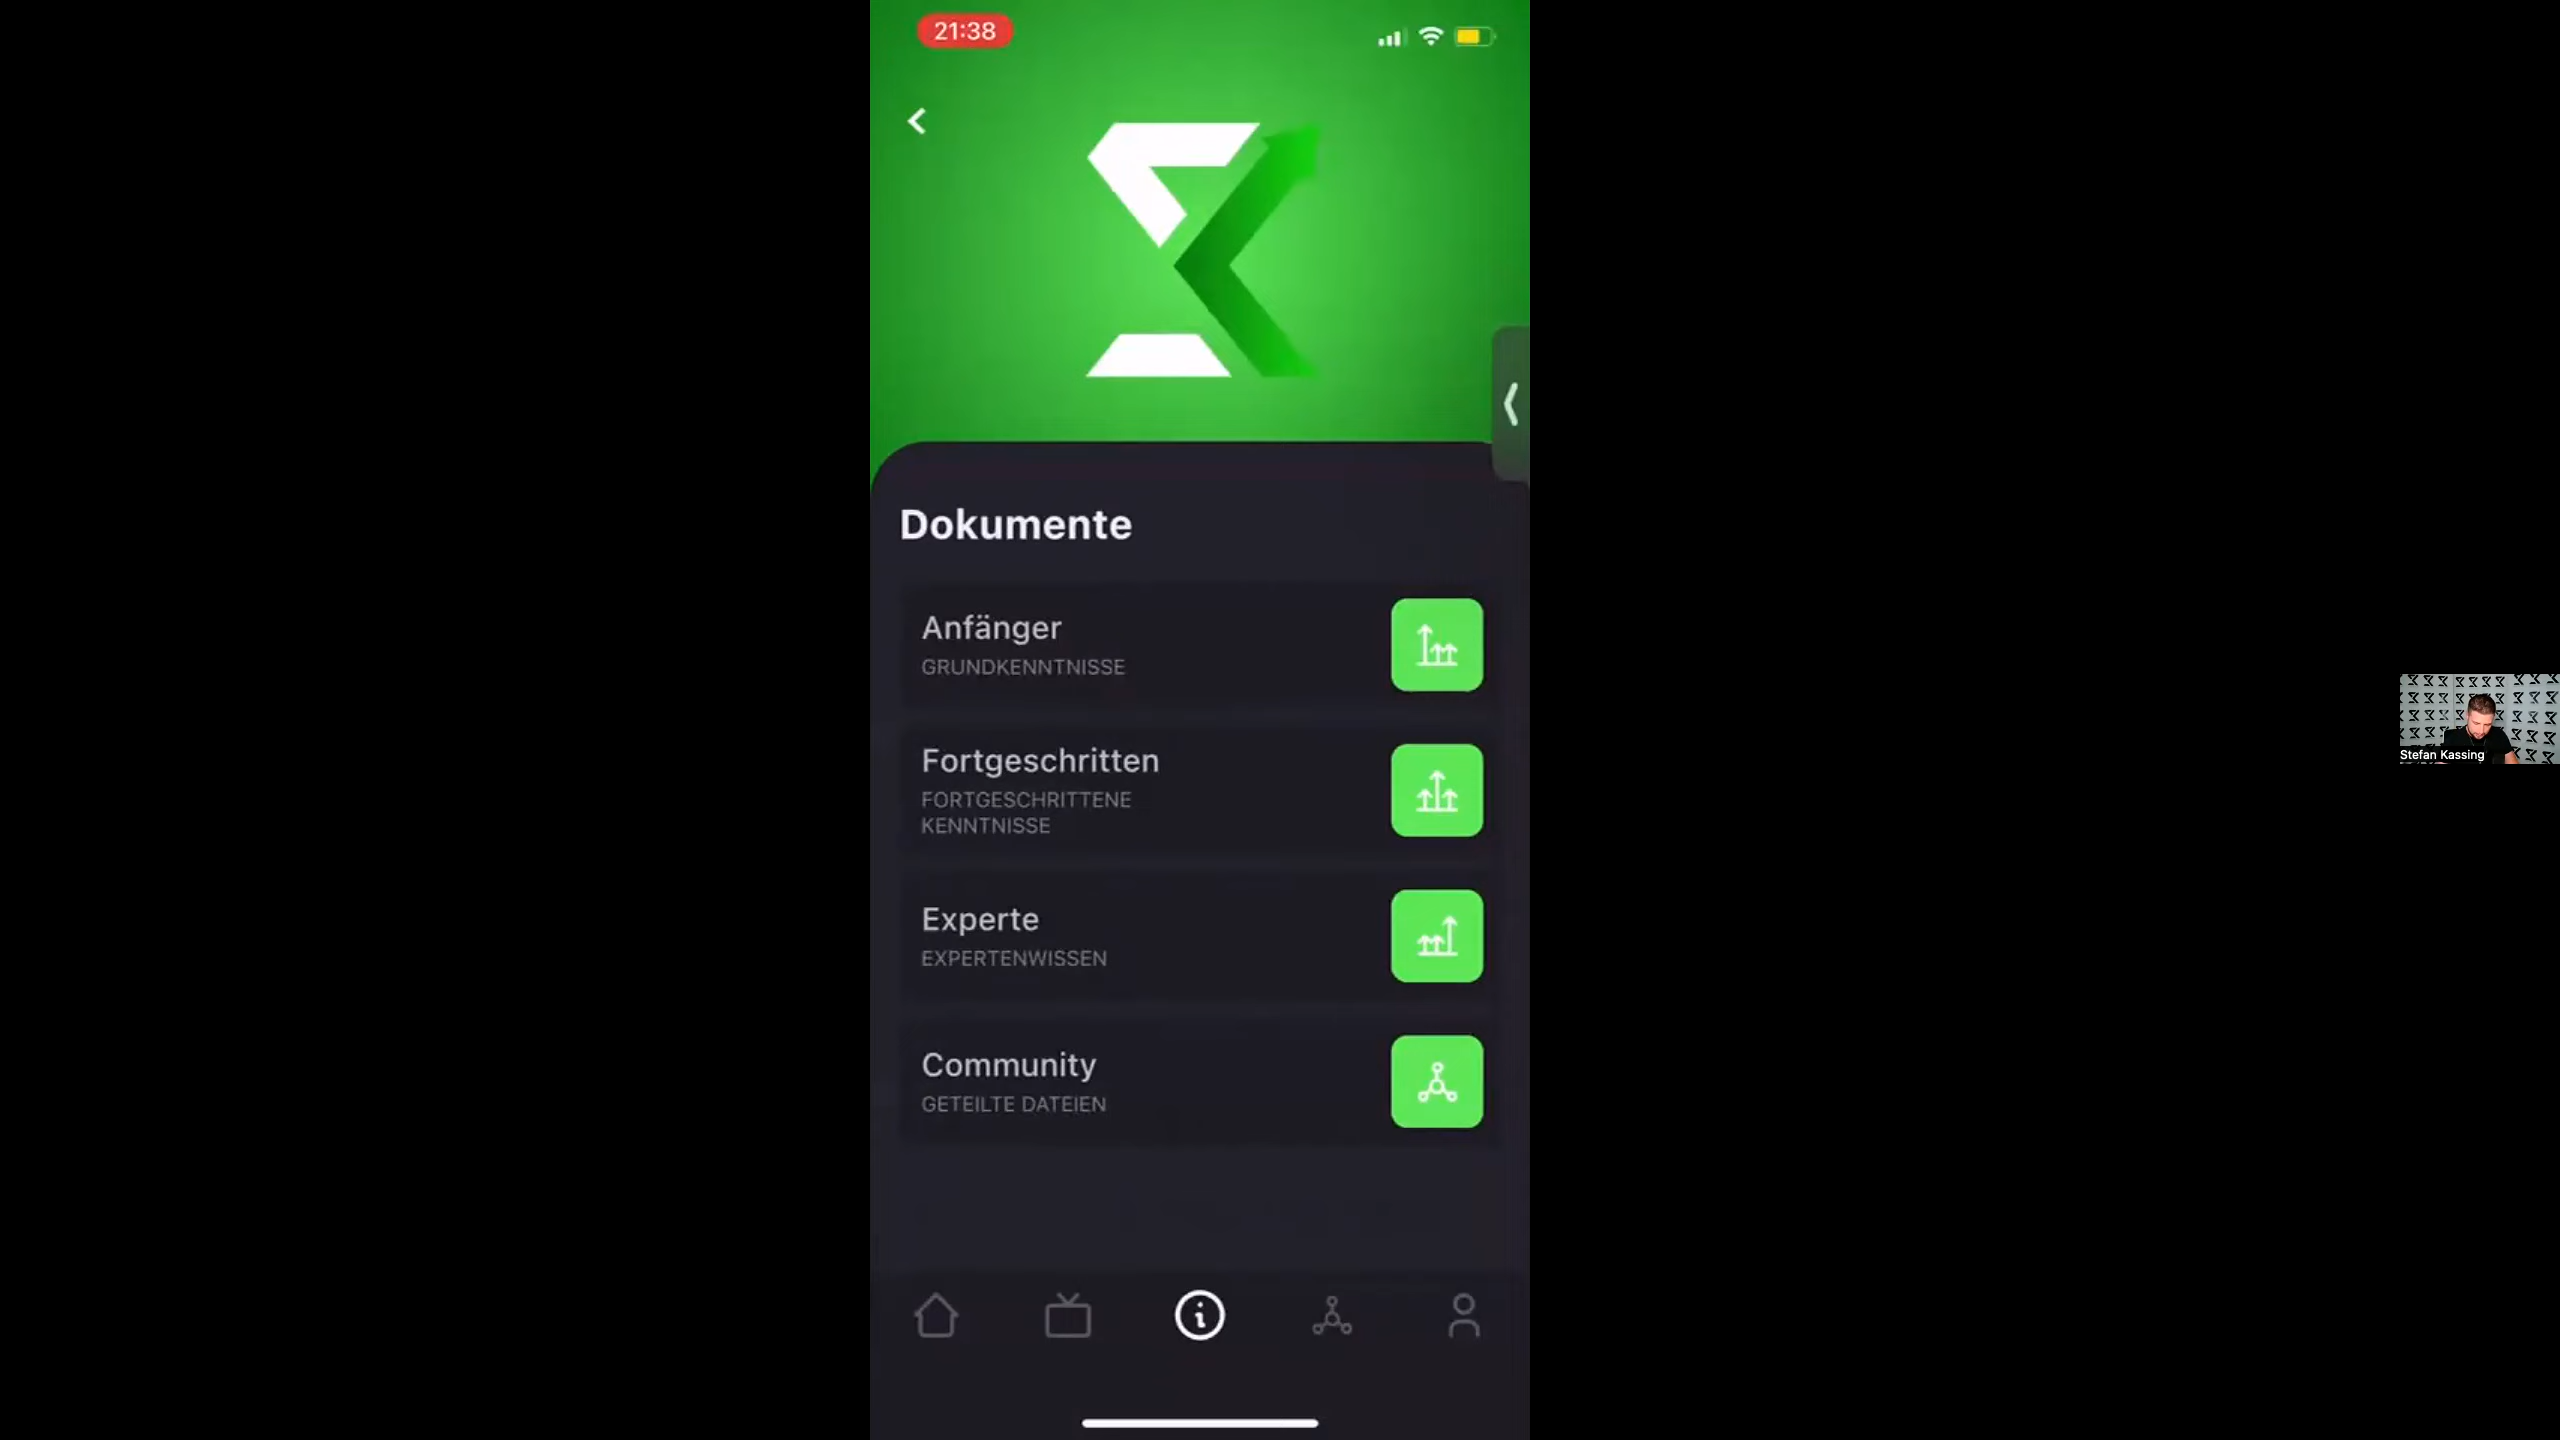 21:38
Dokumente
Anfänger
GRUNDKENNTNISSE
Fortgeschritten
FORTGESCHRITTENE
KENNTNISSE
Experte
EXPERTENWISSEN
Community
GETEILTE DATEIEN
Stefan Kassing